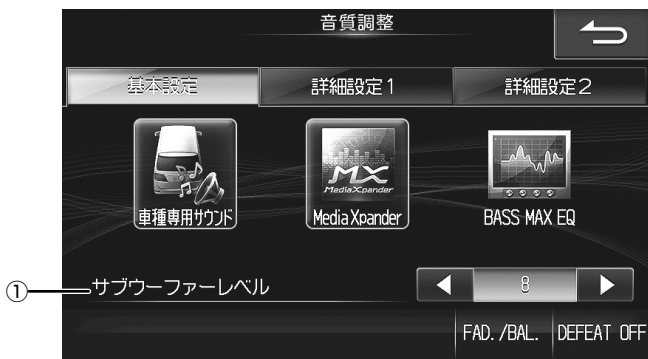 音質調整
基本設定
詳細設定1
詳細設定2
MX
MediaXpander
車種専用サウンド
Media Xpander
BASS MAX EQ
① サブウーファーレベル
8
FAD./BAL.
DEFEAT OFF